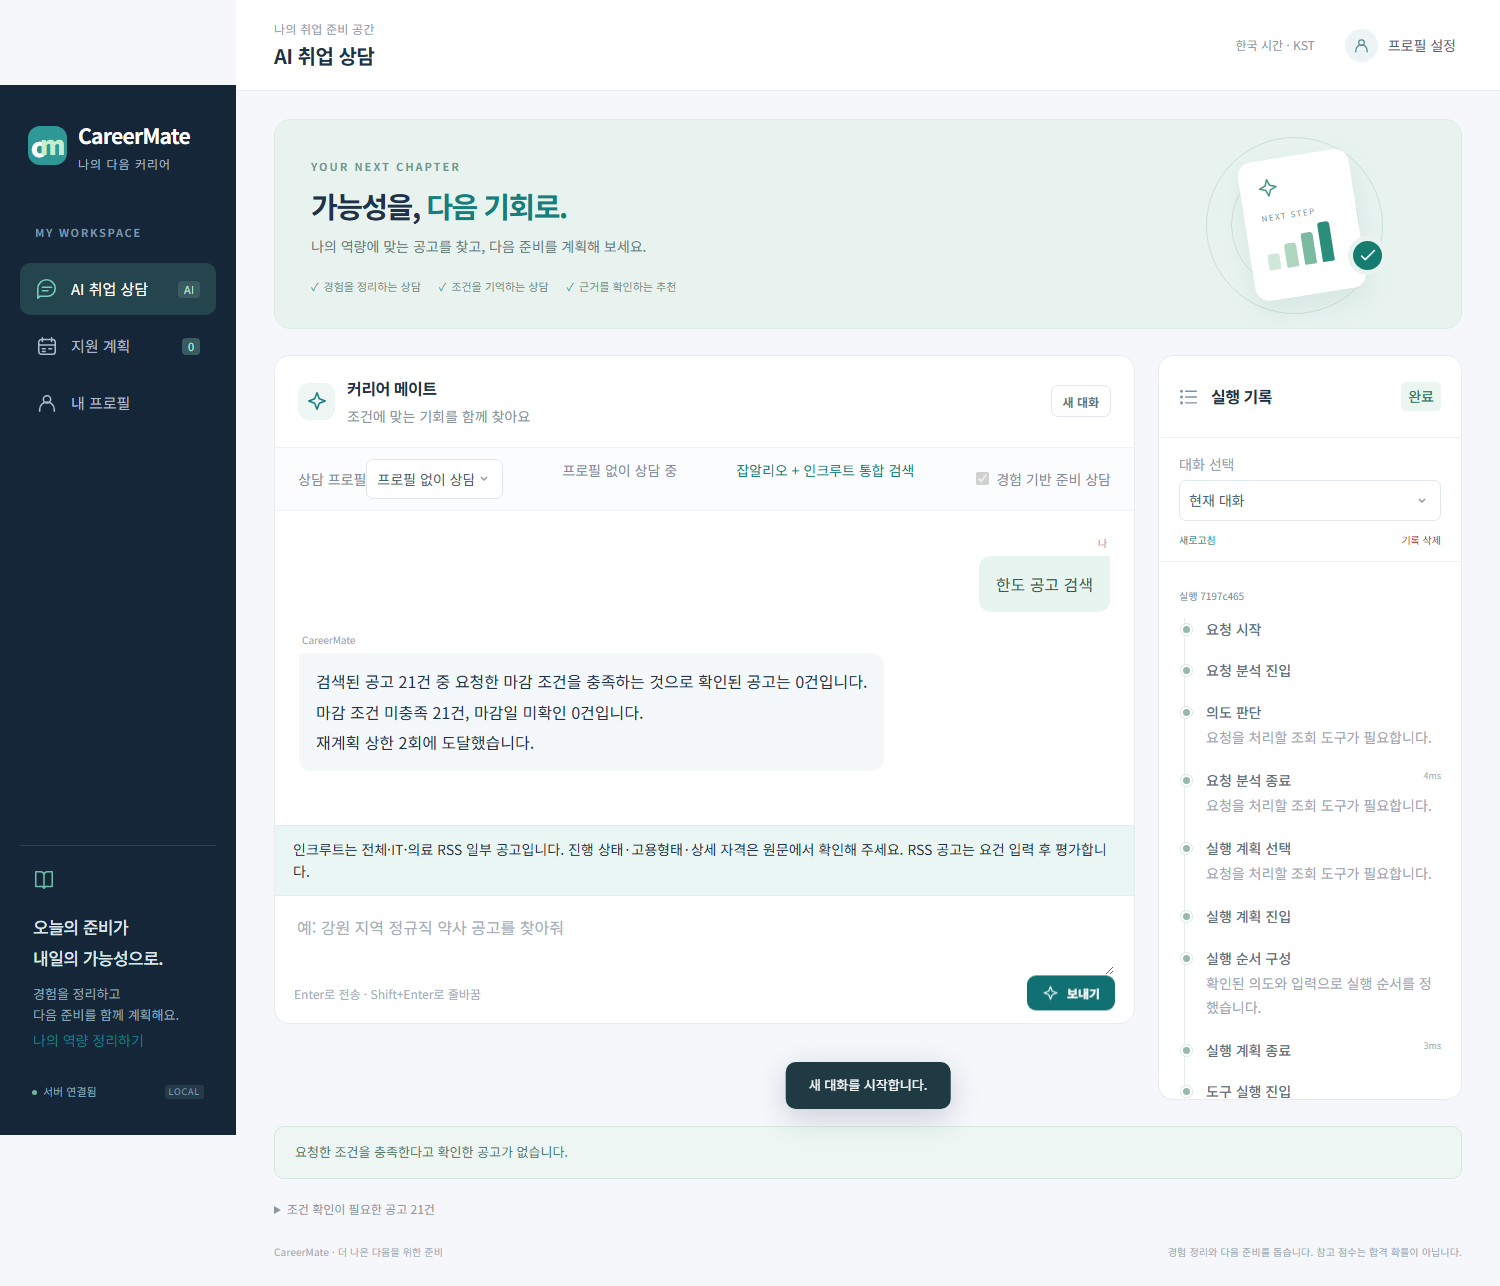 나의 취업 준비 공간
AI 취업 상담
한국 시간 · KST
프로필 설정
cm
CareerMate
나의 다음 커리어
MY WORKSPACE
AI 취업 상담
AI
지원 계획
0
내 프로필
오늘의 준비가
내일의 가능성으로.
경험을 정리하고
다음 준비를 함께 계획해요.
나의 역량 정리하기
서버 연결됨
LOCAL
YOUR NEXT CHAPTER
가능성을, 다음 기회로.
나의 역량에 맞는 공고를 찾고, 다음 준비를 계획해 보세요.
✓ 경험을 정리하는 상담 ✓ 조건을 기억하는 상담 ✓ 근거를 확인하는 추천
NEXT STEP
커리어 메이트
조건에 맞는 기회를 함께 찾아요
새 대화
상담 프로필
프로필 없이 상담
프로필 없이 상담 중
잡알리오 + 인크루트 통합 검색
경험 기반 준비 상담
나
한도 공고 검색
CareerMate
검색된 공고 21건 중 요청한 마감 조건을 충족하는 것으로 확인된 공고는 0건입니다.
마감 조건 미충족 21건, 마감일 미확인 0건입니다.
재계획 상한 2회에 도달했습니다.
인크루트는 전체·IT·의료 RSS 일부 공고입니다. 진행 상태·고용형태·상세 자격은 원문에서 확인해 주세요. RSS 공고는 요건 입력 후 평가합니
다.
예: 강원 지역 정규직 약사 공고를 찾아줘
Enter로 전송 · Shift+Enter로 줄바꿈
보내기
실행 기록
완료
대화 선택
현재 대화
새로고침
기록 삭제
실행 7197c465
요청 시작
요청 분석 진입
의도 판단
요청을 처리할 조회 도구가 필요합니다.
요청 분석 종료
4ms
요청을 처리할 조회 도구가 필요합니다.
실행 계획 선택
요청을 처리할 조회 도구가 필요합니다.
실행 계획 진입
실행 순서 구성
확인된 의도와 입력으로 실행 순서를 정
했습니다.
실행 계획 종료
3ms
도구 실행 진입
새 대화를 시작합니다.
요청한 조건을 충족한다고 확인한 공고가 없습니다.
▶ 조건 확인이 필요한 공고 21건
CareerMate · 더 나은 다음을 위한 준비
경험 정리와 다음 준비를 돕습니다. 참고 점수는 합격 확률이 아닙니다.